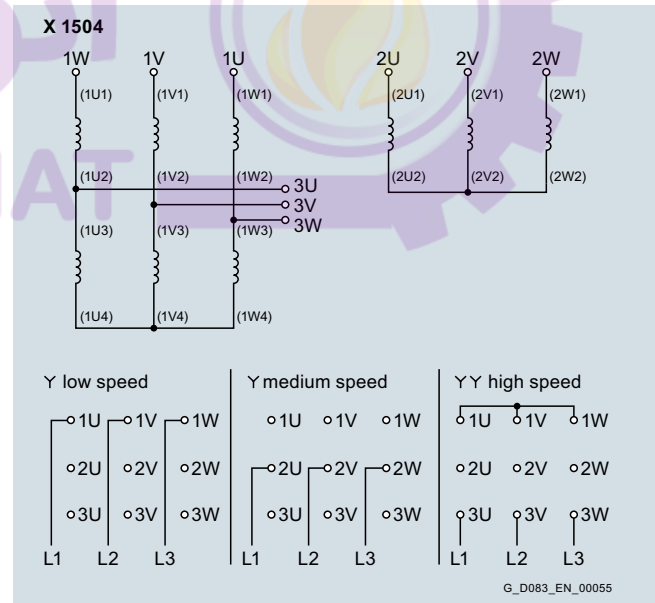 X 1504
1W 1V 1U 2U 2V 2W
(1U1) (1V1) (1W1) (2U1) (2V1) (2W1)
(1U2) (1V2) (1W2) (2U2) (2V2) (2W2)
3U
3V
3W
(1U3) (1V3) (1W3)
(1U4) (1V4) (1W4)
Y low speed
1U 1V 1W
2U 2V 2W
3U 3V 3W
L1 L2 L3
Y medium speed
1U 1V 1W
2U 2V 2W
3U 3V 3W
L1 L2 L3
YY high speed
1U 1V 1W
2U 2V 2W
3U 3V 3W
L1 L2 L3
G_D083_EN_00055